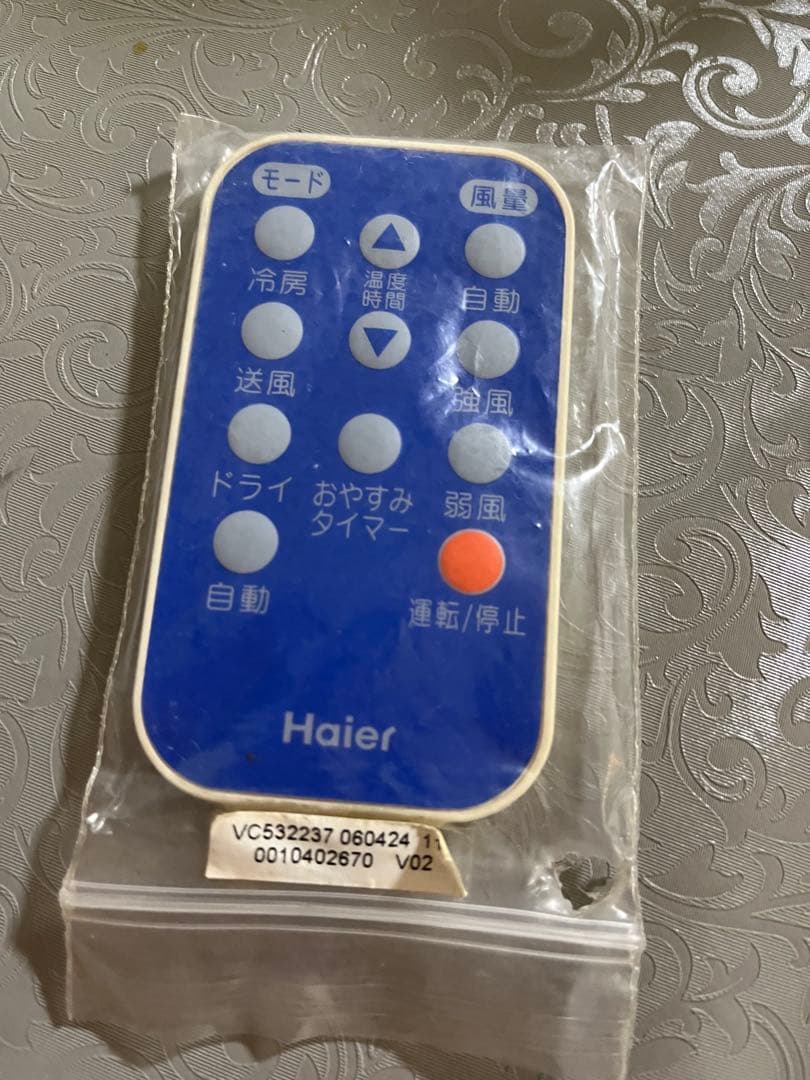 モード
風量
冷房
温度
時間
自動
送風
強風
ドライ
おやすみ
タイマー
弱風
自動
運転/停止
Haier
VC532237 060424 11
0010402670 V02